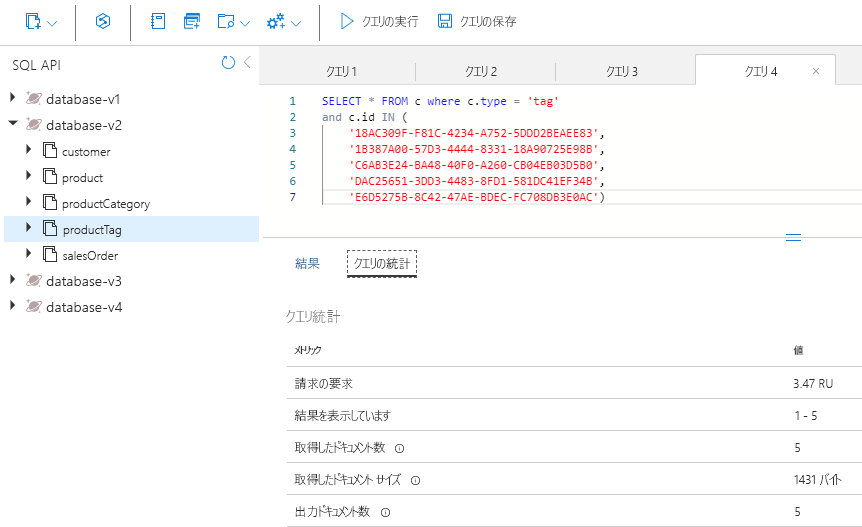 クエリの実行
クエリの保存
SQL API
database-v1
database-v2
customer
product
productCategory
productTag
salesOrder
database-v3
database-v4
クエリ 1
クエリ 2
クエリ 3
クエリ 4
1 SELECT * FROM c where c.type = 'tag'
2 and c.id IN (
3 '18AC309F-F81C-4234-A752-5DDD2BEAEE83',
4 '1B387A00-57D3-4444-8331-18A90725E98B',
5 'C6AB3E24-BA48-40F0-A260-CB04EB03D5B0',
6 'DAC25651-3DD3-4483-8FD1-581DC41EF34B',
7 'E6D5275B-8C42-47AE-BDEC-FC708DB3E0AC')
結果 クエリの統計
クエリ統計
メトリック 値
請求の要求 3.47 RU
結果を表示しています 1 - 5
取得したドキュメント数 5
取得したドキュメント サイズ 1431 バイト
出力ドキュメント数 5